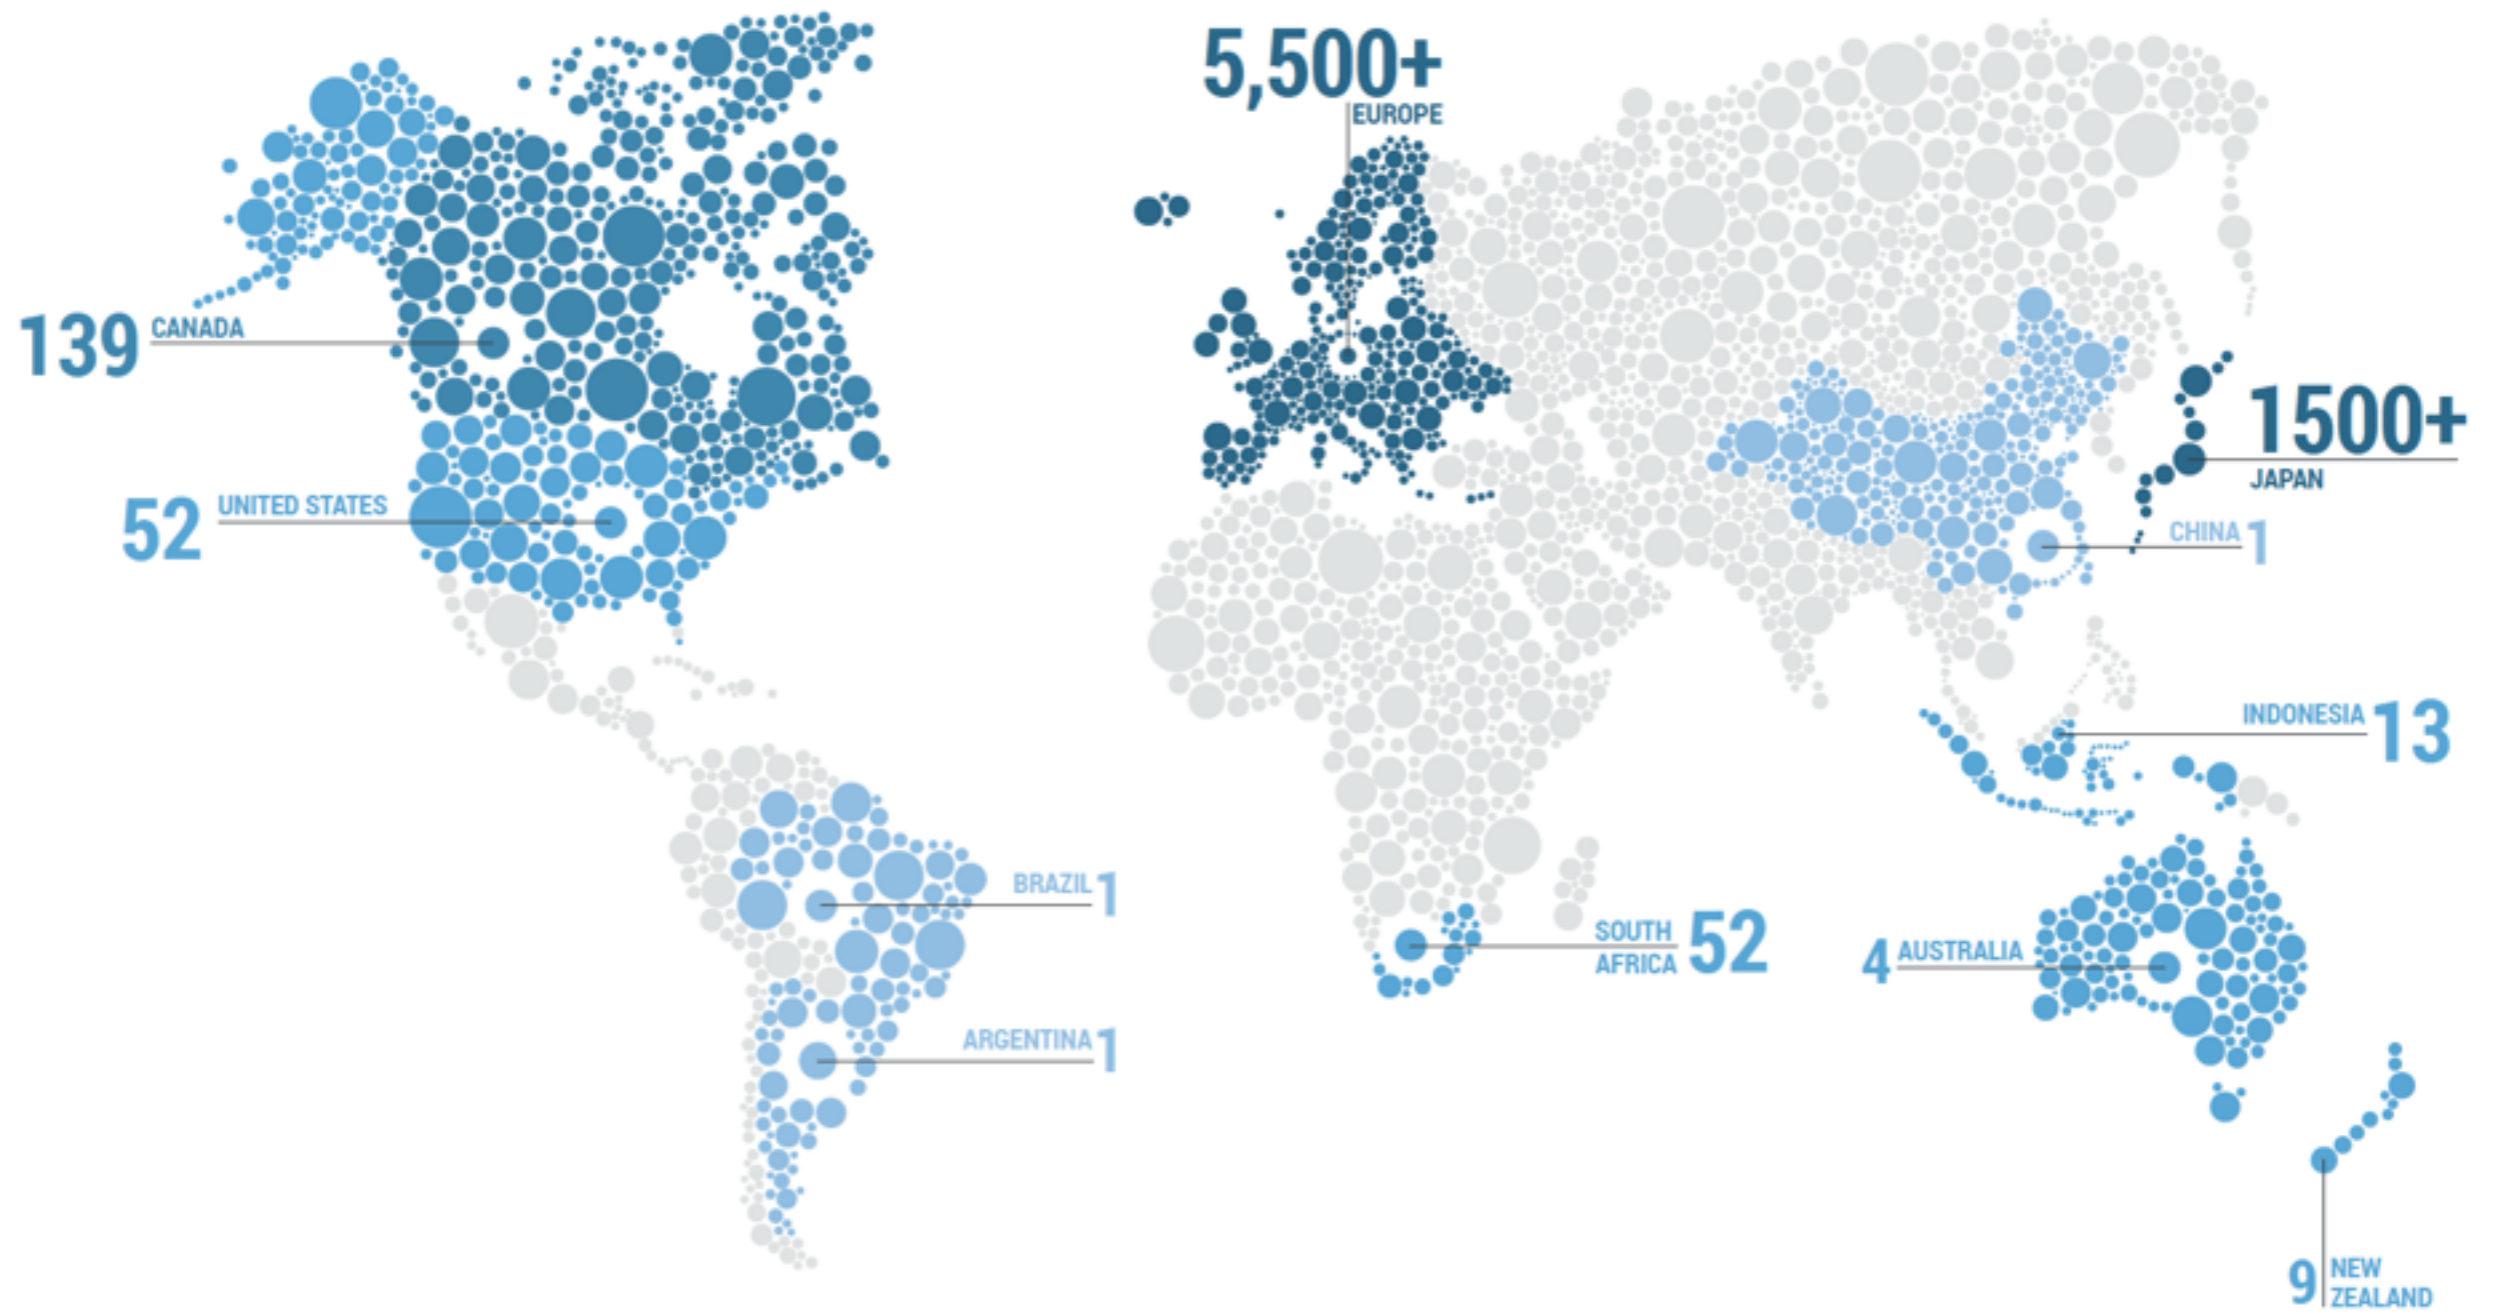 5,500+
EUROPE
139 CANADA
1500+
JAPAN
52 UNITED STATES
CHINA 1
INDONESIA 13
BRAZIL 1
SOUTH
AFRICA 52
4 AUSTRALIA
ARGENTINA 1
9 NEW
ZEALAND